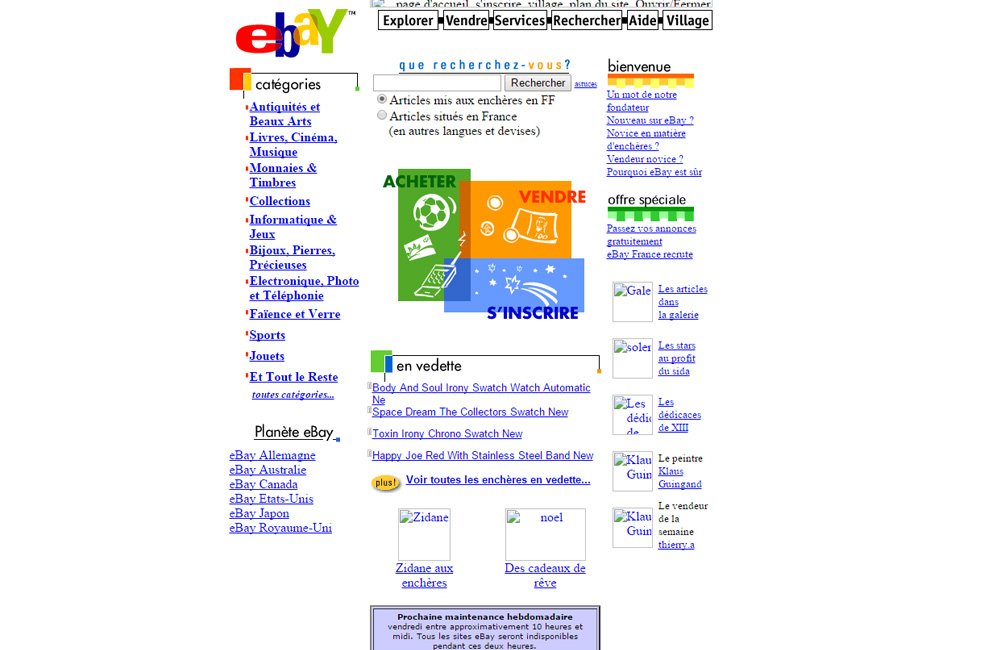 page d'accueil, s'inscrire, village, plan du site. Ouvrir/Fermer
ebay™
Explorer Vendre Services Rechercher Aide Village
catégories
Antiquités et
Beaux Arts
Livres, Cinéma,
Musique
Monnaies &
Timbres
Collections
Informatique &
Jeux
Bijoux, Pierres,
Précieuses
Electronique, Photo
et Téléphonie
Faïence et Verre
Sports
Jouets
Et Tout le Reste
toutes catégories...
Planète eBay
eBay Allemagne
eBay Australie
eBay Canada
eBay Etats-Unis
eBay Japon
eBay Royaume-Uni
que recherchez-vous?
Rechercher astuces
Articles mis aux enchères en FF
Articles situés en France
(en autres langues et devises)
ACHETER
VENDRE
S'INSCRIRE
en vedette
Body And Soul Irony Swatch Watch Automatic
Ne
Space Dream The Collectors Swatch New
Toxin Irony Chrono Swatch New
Happy Joe Red With Stainless Steel Band New
plus! Voir toutes les enchères en vedette...
Zidane
Zidane aux
enchères
noel
Des cadeaux de
rêve
Prochaine maintenance hebdomadaire
vendredi entre approximativement 10 heures et
midi. Tous les sites eBay seront indisponibles
pendant ces deux heures.
bienvenue
Un mot de notre
fondateur
Nouveau sur eBay ?
Novice en matière
d'enchères ?
Vendeur novice ?
Pourquoi eBay est sûr
offre spéciale
Passez vos annonces
gratuitement
eBay France recrute
Gale
Les articles
dans
la galerie
soler
Les stars
au profit
du sida
Les
dédic
de
Les
dédicaces
de XIII
Klaus
Guin
Le peintre
Klaus
Guingand
Klaus
Guin
Le vendeur
de la
semaine
thierry.a